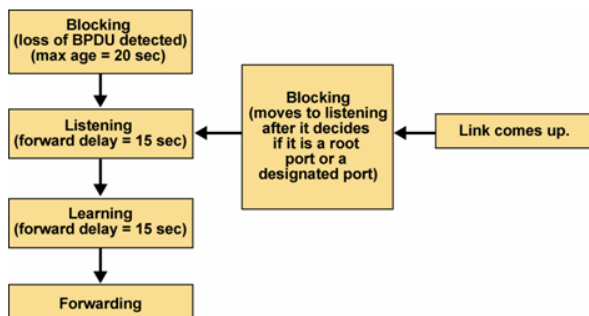 Blocking
(loss of BPDU detected)
(max age = 20 sec)
Listening
(forward delay = 15 sec)
Learning
(forward delay = 15 sec)
Forwarding
Blocking
(moves to listening
after it decides
if it is a root
port or a
designated port)
Link comes up.